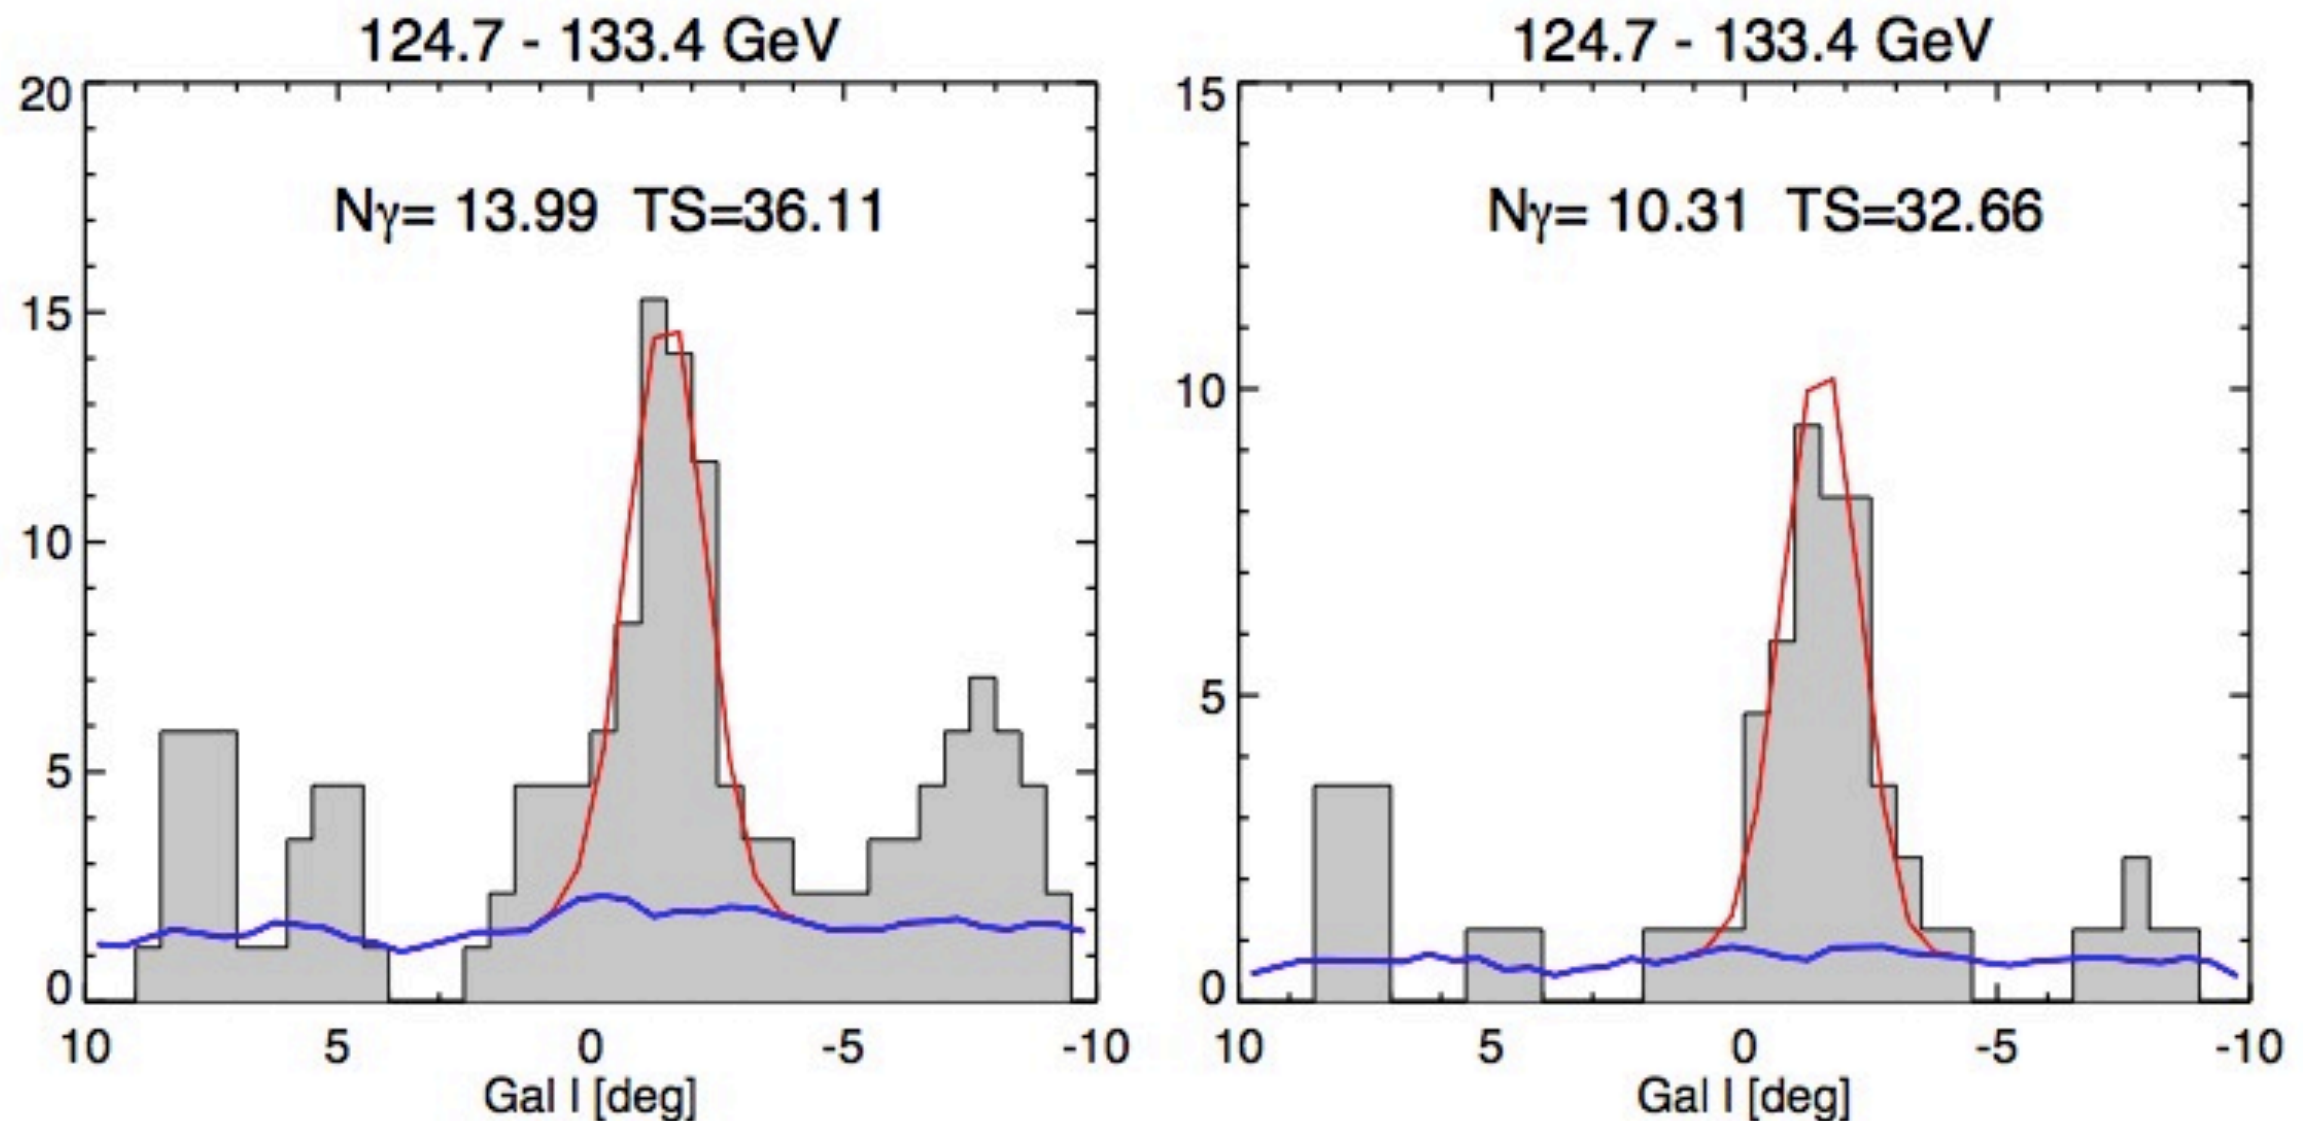 124.7 - 133.4 GeV
20
15
10
5
0
Nγ= 13.99 TS=36.11
10 5 0 -5 -10
Gal l [deg]
124.7 - 133.4 GeV
15
10
5
0
Nγ= 10.31 TS=32.66
10 5 0 -5 -10
Gal l [deg]